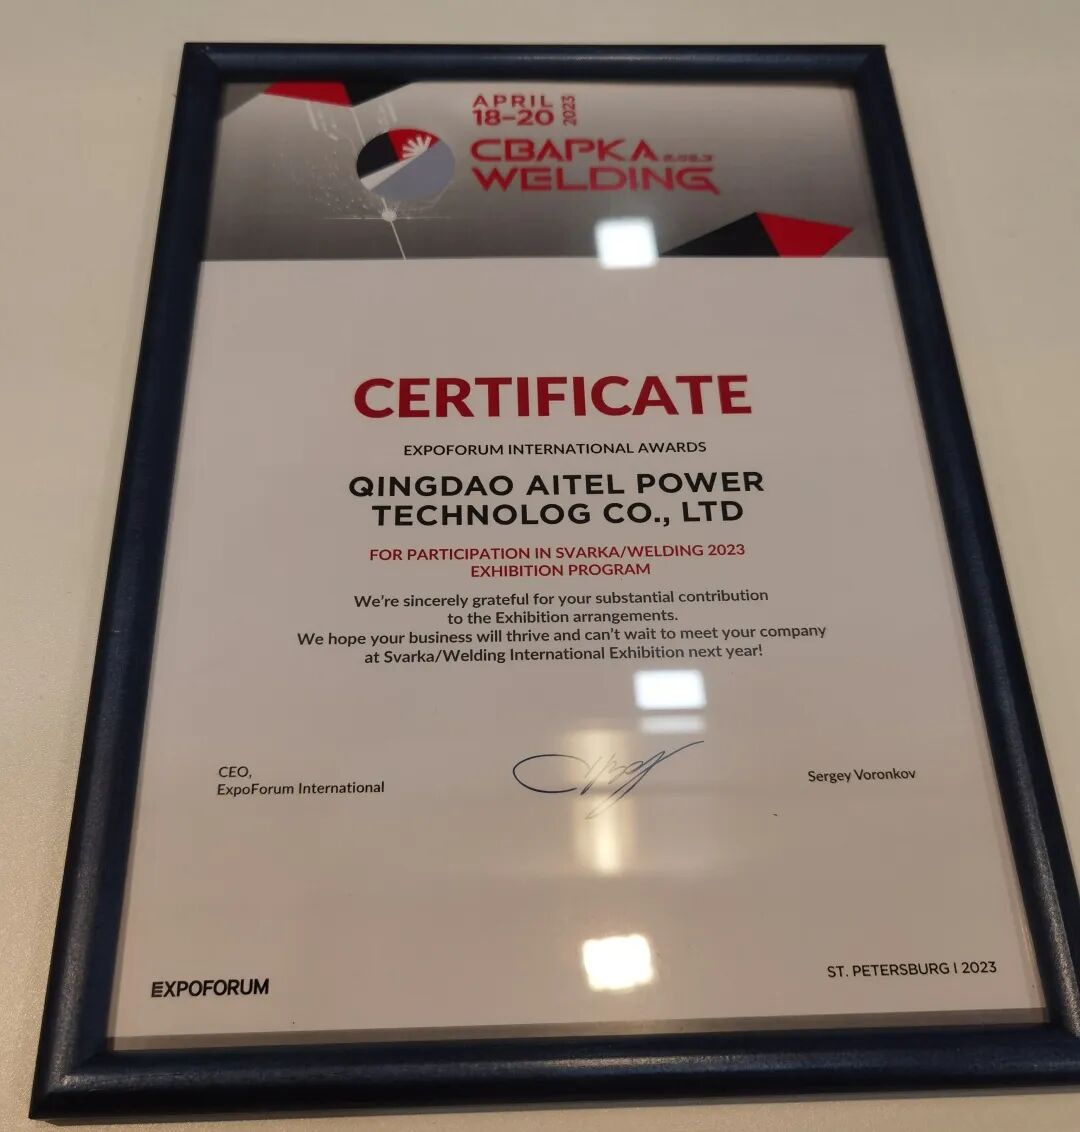 APRIL
18–20 2023
СВАРКА
WELDING
CERTIFICATE
EXPOFORUM INTERNATIONAL AWARDS
QINGDAO AITEL POWER
TECHNOLOG CO., LTD
FOR PARTICIPATION IN SVARKA/WELDING 2023
EXHIBITION PROGRAM
We're sincerely grateful for your substantial contribution
to the Exhibition arrangements.
We hope your business will thrive and can't wait to meet your company
at Svarka/Welding International Exhibition next year!
CEO,
ExpoForum International
Sergey Voronkov
EXPOFORUM
ST. PETERSBURG | 2023